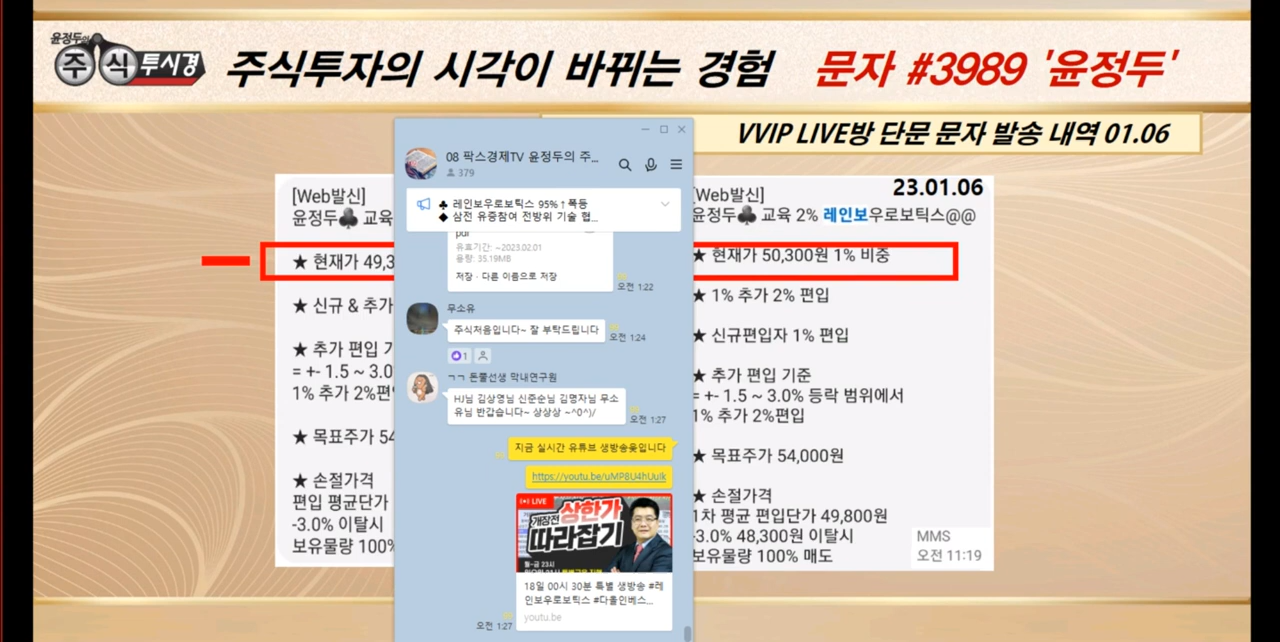 윤정두의
주식투시경
주식투자의 시각이 바뀌는 경험
문자 #3989 '윤정두'
VVIP LIVE방 단문 문자 발송 내역 01.06
[Web발신]
윤정두♣ 교육
★ 현재가 49,3
★ 신규 & 추가
★ 추가 편입 기
= +- 1.5 ~ 3.0
1% 추가 2%편
★ 목표주가 54
★ 손절가격
편입 평균단가
-3.0% 이탈시
보유물량 100%
08 팍스경제TV 윤정두의 주...
379
♣ 레인보우로보틱스 95%↑폭등
◆ 삼전 유증참여 전방위 기술 협...
pdf
유효기간: ~2023.02.01
용량: 35.19MB
저장 · 다른 이름으로 저장
오전 1:22
무소유
주식처음입니다~ 잘 부탁드립니다
오전 1:24
1
ㄱㄱ 돈쭐선생 막내연구원
HJ님 김상영님 신준순님 김명자님 무소
유님 반갑습니다~ 상상상 ~^0^)/
오전 1:27
지금 실시간 유튜브 생방송융입니다
https://youtu.be/uMP8U4hUuIk
LIVE
개장전 상한가
따라잡기
월-금 23시
18일 00시 30분 특별 생방송 #레
인보우로보틱스 #다올인베스...
youtu.be
오전 1:27
23.01.06
[Web발신]
윤정두♣ 교육 2% 레인보우로보틱스@@
★ 현재가 50,300원 1% 비중
★ 1% 추가 2% 편입
★ 신규편입자 1% 편입
★ 추가 편입 기준
= +- 1.5 ~ 3.0% 등락 범위에서
1% 추가 2%편입
★ 목표주가 54,000원
★ 손절가격
1차 평균 편입단가 49,800원
-3.0% 48,300원 이탈시
보유물량 100% 매도
MMS
오전 11:19